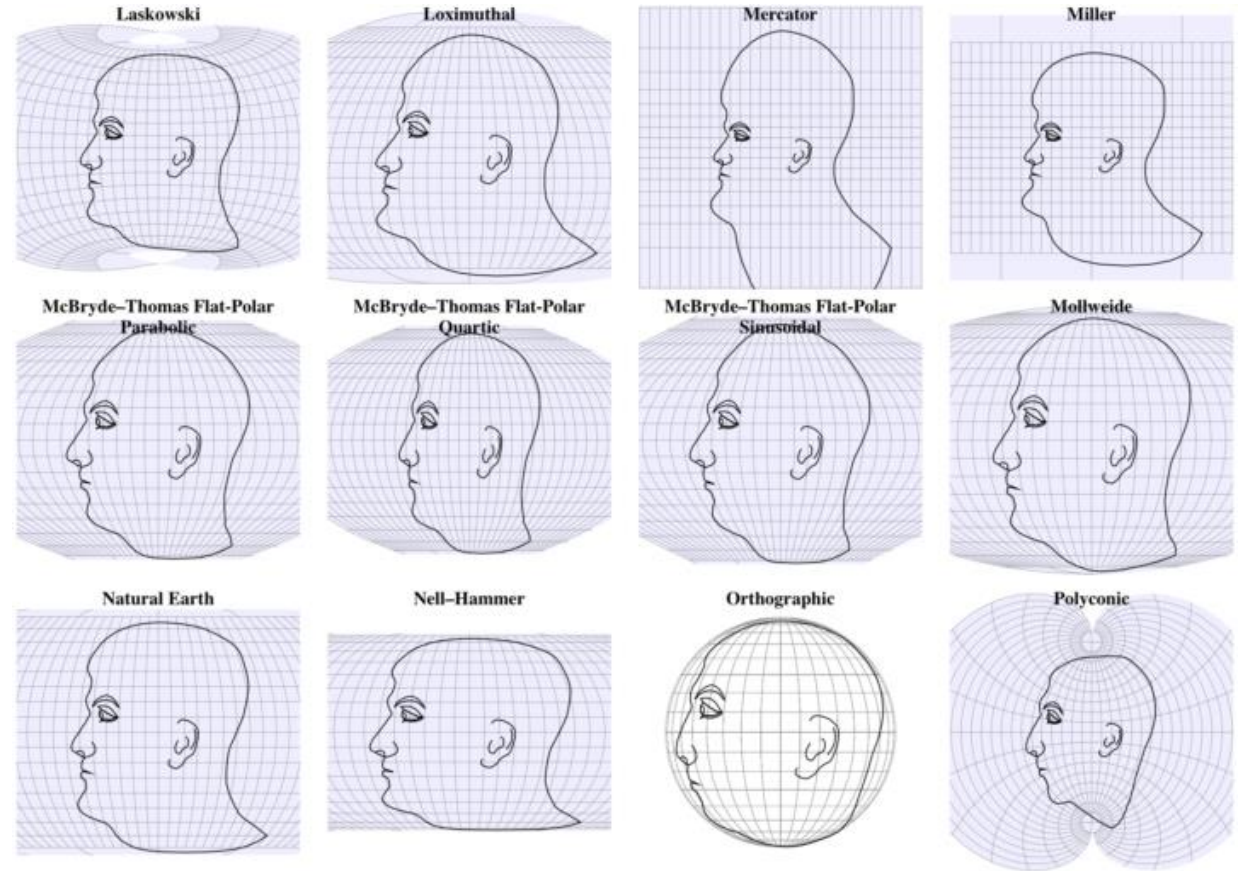 Laskowski
Loximuthal
Mercator
Miller
McBryde–Thomas Flat-Polar
Parabolic
McBryde–Thomas Flat-Polar
Quartic
McBryde–Thomas Flat-Polar
Sinusoidal
Mollweide
Natural Earth
Nell–Hammer
Orthographic
Polyconic